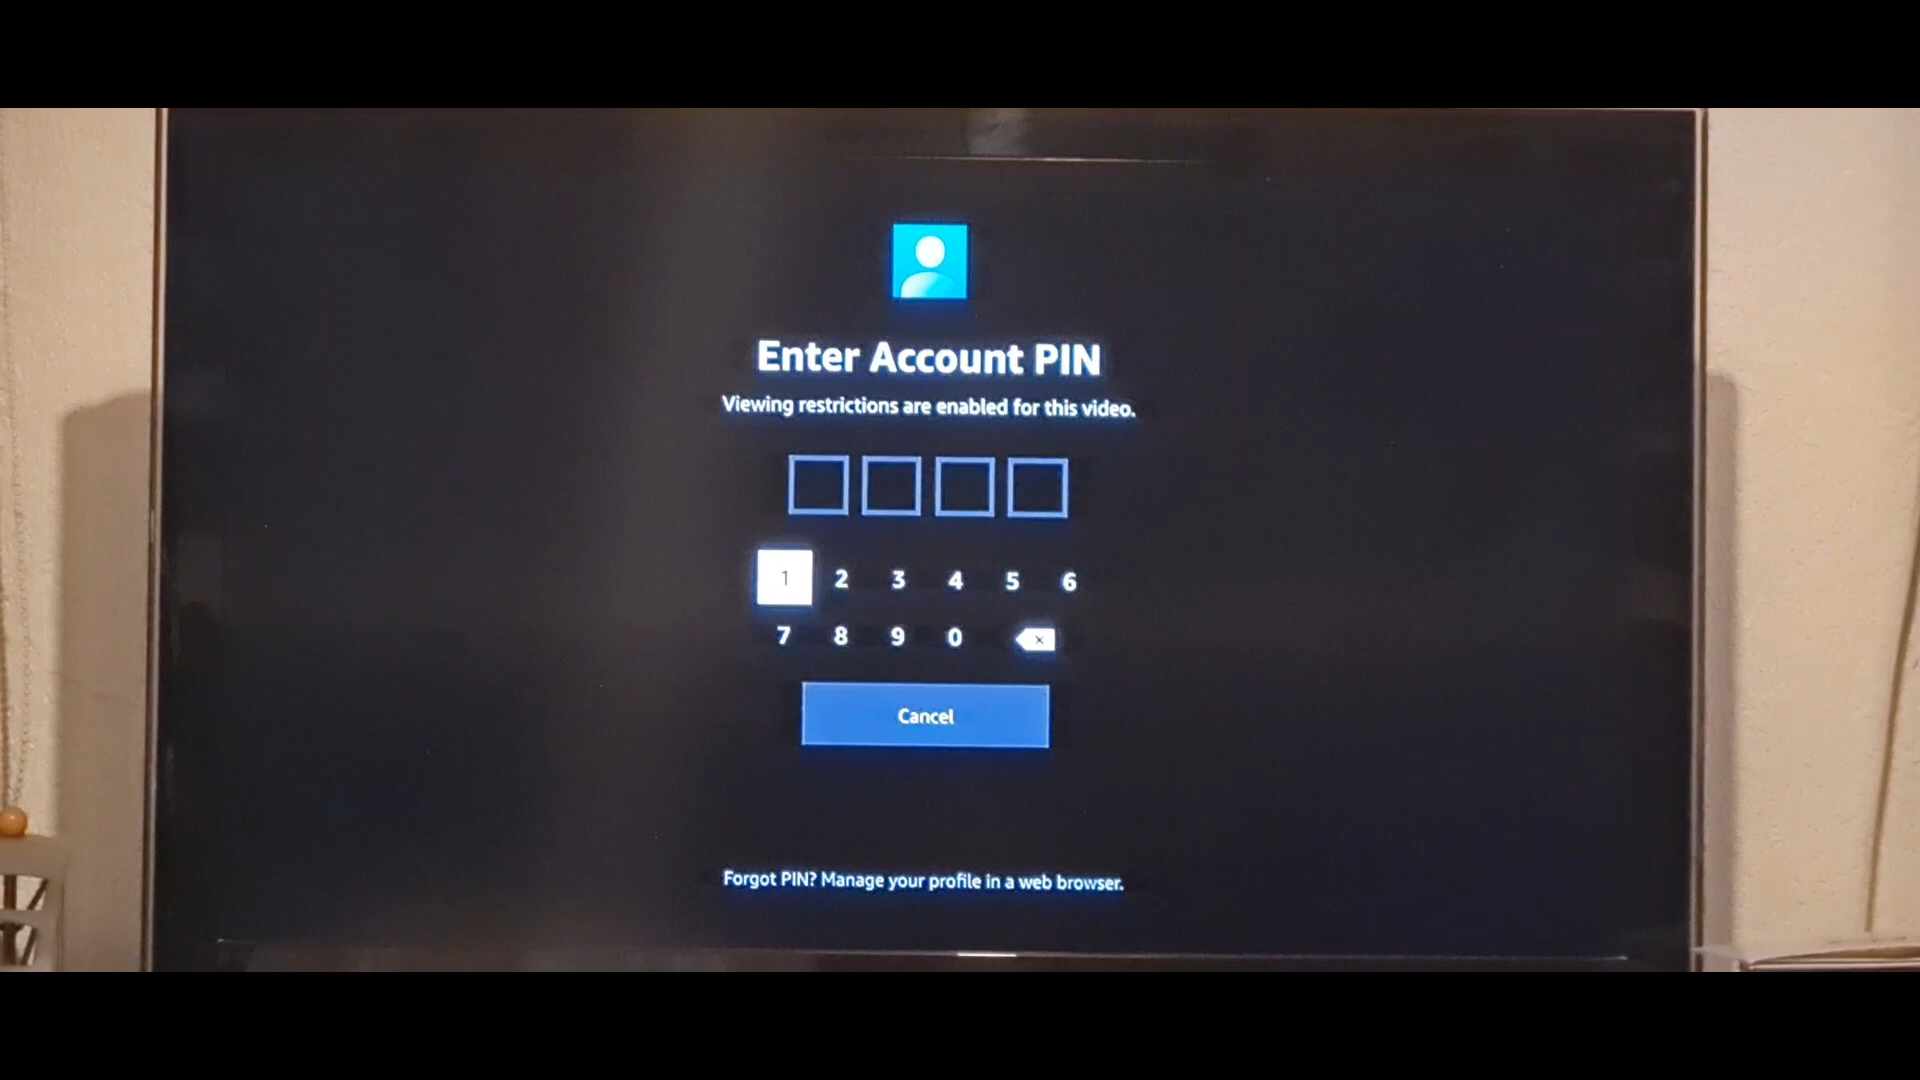 Enter Account PIN
Viewing restrictions are enabled for this video.
1 2 3 4 5 6
7 8 9 0 x
Cancel
Forgot PIN? Manage your profile in a web browser.